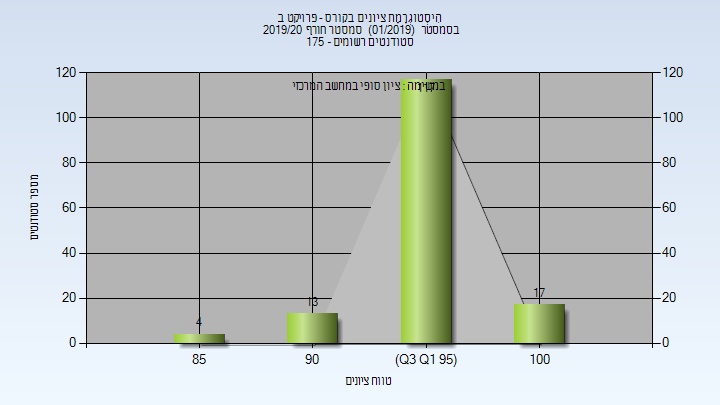 היסטוגרמת ציונים בקורס - פרויקט ב
בסמסטר (01/2019) סמסטר חורף 2019/20
סטודנטים רשומים - 175
במשימה : ציון סופי במחשב המרכזי
120 120
100 100
80 80
60 60
40 40
20 20
0 0
מספר סטודנטים
4
13
117
17
85 90 (Q3 Q1 95) 100
טווח ציונים